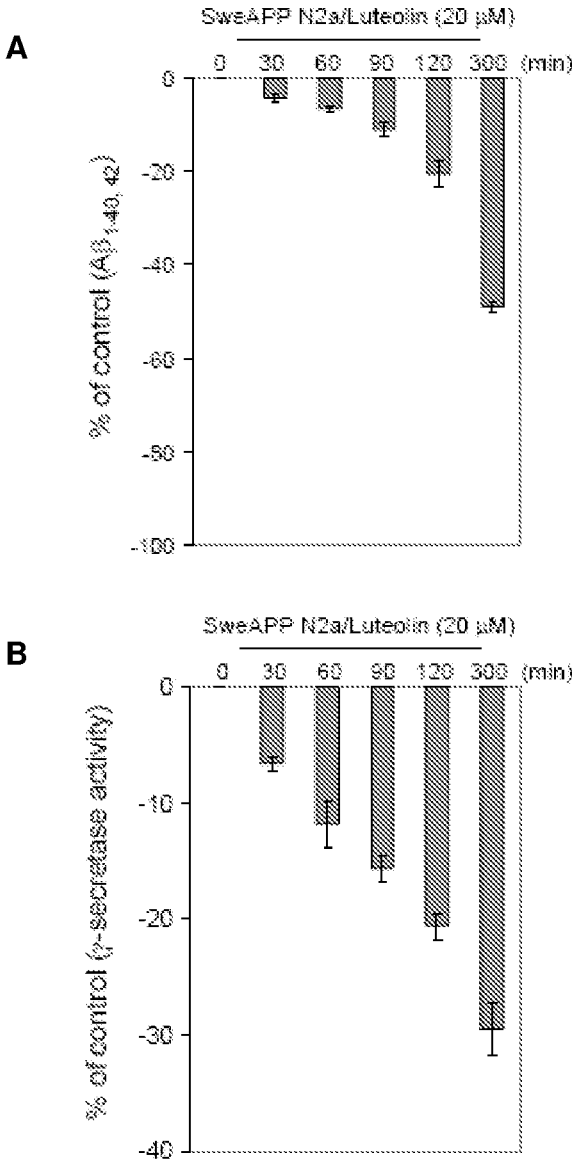 A
SweAPP N2a/Luteolin (20 µM)
0 30 60 90 120 300 (min)
0
-20
-40
-60
-80
-100
% of control (Aβ1-40, 42)
B
SweAPP N2a/Luteolin (20 µM)
0 30 60 90 120 300 (min)
0
-10
-20
-30
-40
% of control (γ-secretase activity)